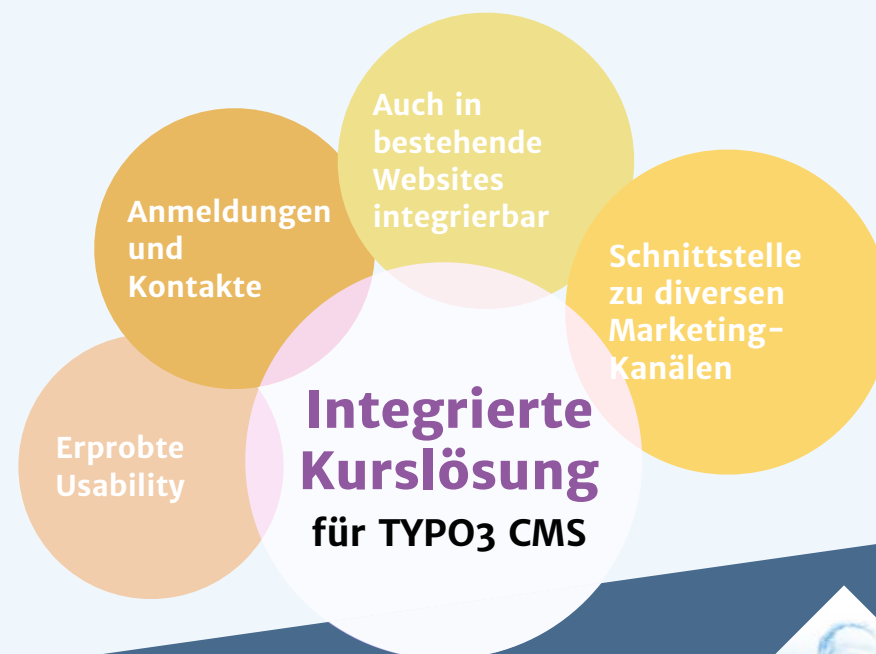 Auch in
bestehende
Websites
integrierbar
Anmeldungen
und
Kontakte
Schnittstelle
zu diversen
Marketing-
Kanälen
Erprobte
Usability
Integrierte
Kurslösung
für TYPO3 CMS